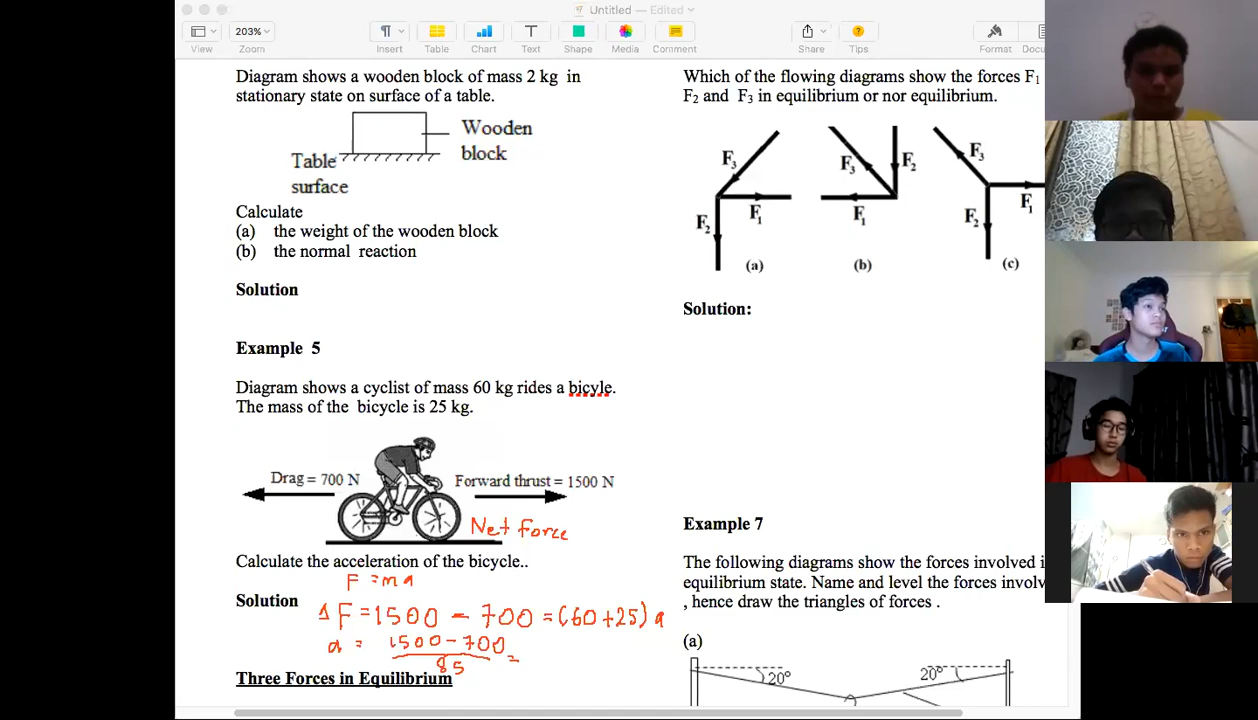 Untitled — Edited
203%
View
Zoom
Insert
Table
Chart
Text
Shape
Media
Comment
Share
Tips
Format
Docu
Diagram shows a wooden block of mass 2 kg in
stationary state on surface of a table.
Wooden
block
Table
surface
Calculate
(a) the weight of the wooden block
(b) the normal reaction
Solution
Example 5
Diagram shows a cyclist of mass 60 kg rides a bicyle.
The mass of the bicycle is 25 kg.
Drag = 700 N
Forward thrust = 1500 N
Net force
Calculate the acceleration of the bicycle..
F = ma
Solution
ΔF = 1500 - 700 = (60+25) a
a = 1500 - 700 =
85
Three Forces in Equilibrium
Which of the flowing diagrams show the forces F1
F2 and F3 in equilibrium or nor equilibrium.
F3
F1
F2
(a)
F3
F2
F1
(b)
F3
F2
F1
(c)
Solution:
Example 7
The following diagrams show the forces involved i
equilibrium state. Name and level the forces involv
, hence draw the triangles of forces .
(a)
20°
20°